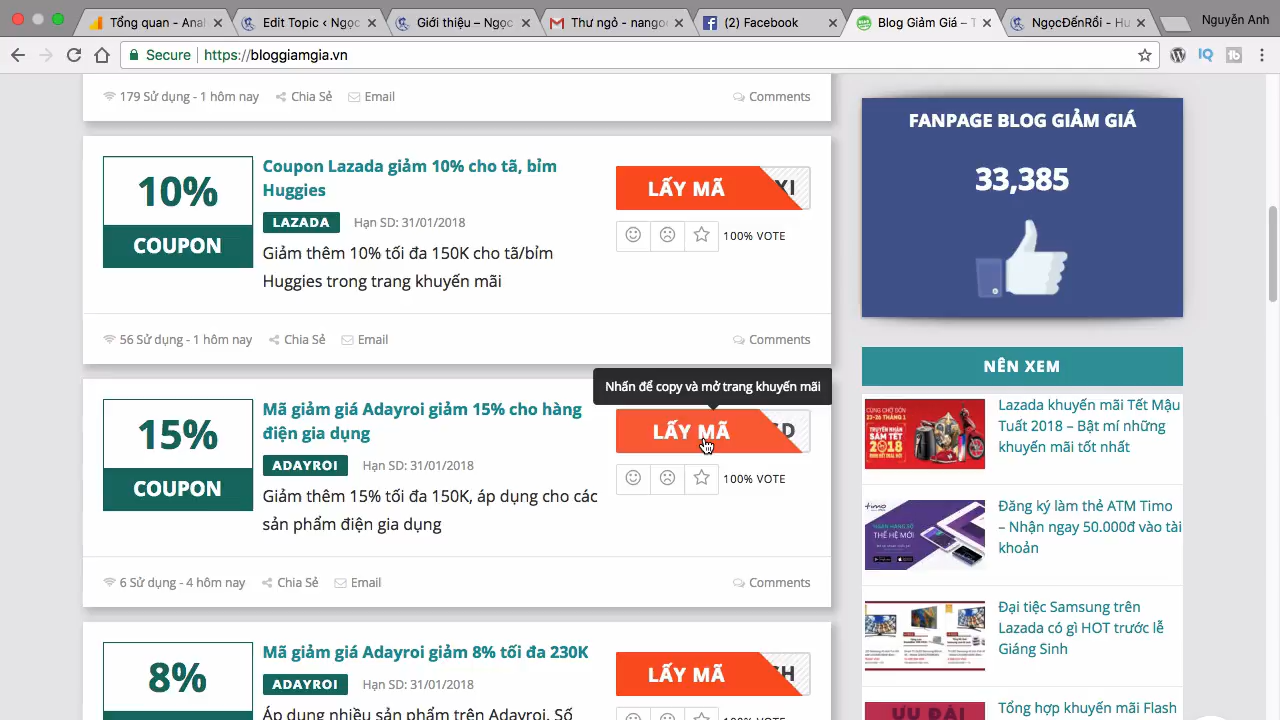 Tổng quan - Anal
Edit Topic ‹ Ngọc
Giới thiệu – Ngọc
Thư ngỏ - nangoc
(2) Facebook
Blog Giảm Giá – T
NgọcĐếnRồi - Hu
Nguyễn Anh
Secure
https://bloggiamgia.vn
179 Sử dụng - 1 hôm nay
Chia Sẻ
Email
Comments
10%
COUPON
Coupon Lazada giảm 10% cho tã, bỉm
Huggies
LAZADA
Hạn SD: 31/01/2018
Giảm thêm 10% tối đa 150K cho tã/bỉm
Huggies trong trang khuyến mãi
LẤY MÃ
XI
100% VOTE
56 Sử dụng - 1 hôm nay
Chia Sẻ
Email
Comments
Nhấn để copy và mở trang khuyến mãi
15%
COUPON
Mã giảm giá Adayroi giảm 15% cho hàng
điện gia dụng
ADAYROI
Hạn SD: 31/01/2018
Giảm thêm 15% tối đa 150K, áp dụng cho các
sản phẩm điện gia dụng
LẤY MÃ
100% VOTE
6 Sử dụng - 4 hôm nay
Chia Sẻ
Email
Comments
8%
Mã giảm giá Adayroi giảm 8% tối đa 230K
ADAYROI
Hạn SD: 31/01/2018
Áp dụng nhiều sản phẩm trên Adayroi. Số
LẤY MÃ
FANPAGE BLOG GIẢM GIÁ
33,385
NÊN XEM
Lazada khuyến mãi Tết Mậu
Tuất 2018 – Bật mí những
khuyến mãi tốt nhất
Đăng ký làm thẻ ATM Timo
– Nhận ngay 50.000đ vào tài
khoản
Đại tiệc Samsung trên
Lazada có gì HOT trước lễ
Giáng Sinh
Tổng hợp khuyến mãi Flash
ƯU ĐÃI